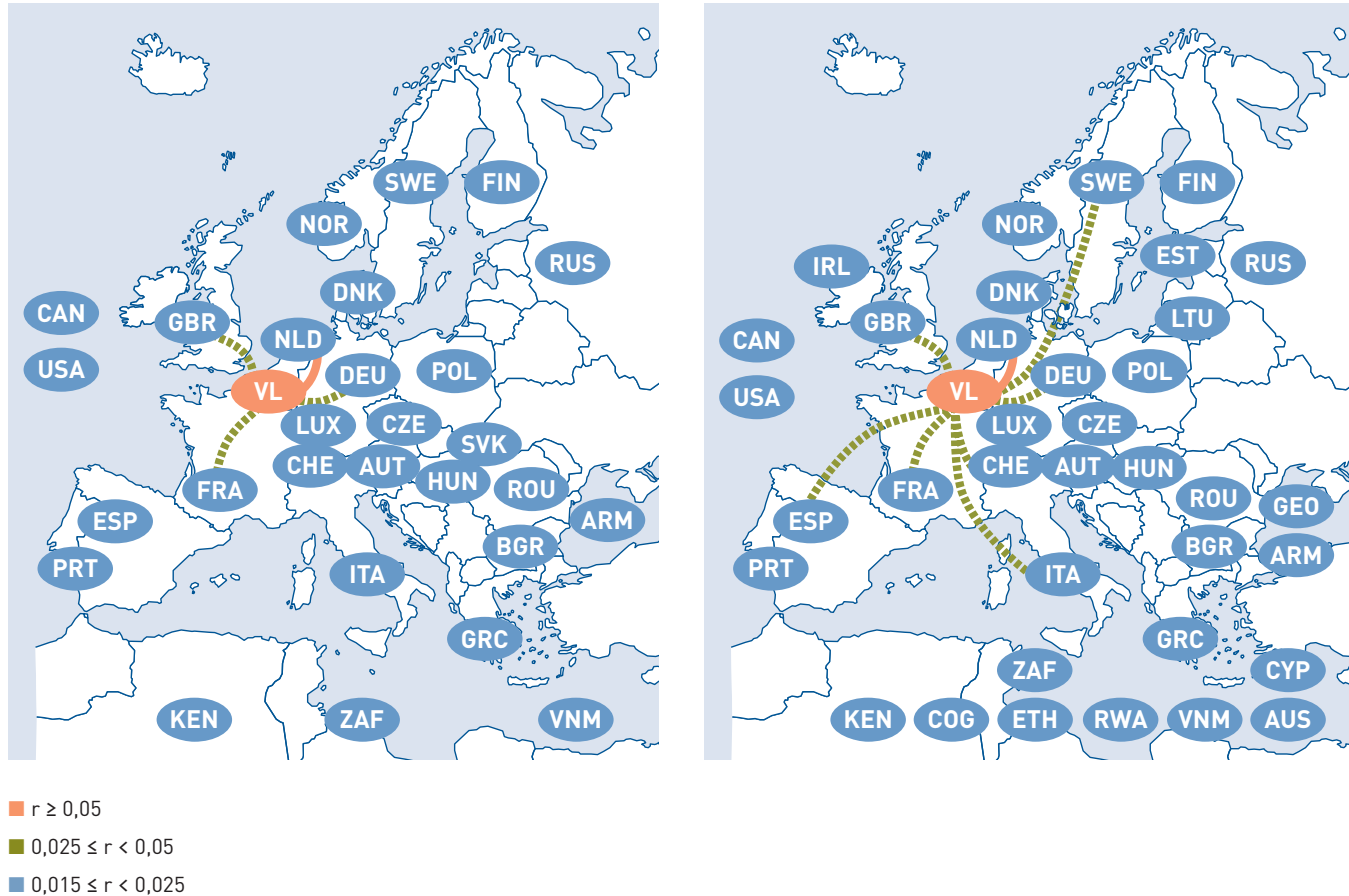 SWE
FIN
NOR
RUS
DNK
CAN
GBR
NLD
USA
VL
DEU
POL
LUX
CZE
SVK
CHE
AUT
HUN
FRA
ROU
ESP
ARM
BGR
PRT
ITA
GRC
KEN
ZAF
VNM
SWE
FIN
NOR
EST
IRL
RUS
DNK
LTU
GBR
CAN
NLD
POL
DEU
VL
USA
LUX
CZE
CHE
AUT
HUN
FRA
ROU
GEO
ESP
BGR
ARM
PRT
ITA
GRC
ZAF
CYP
KEN
COG
ETH
RWA
VNM
AUS
r ≥ 0,05
0,025 ≤ r < 0,05
0,015 ≤ r < 0,025